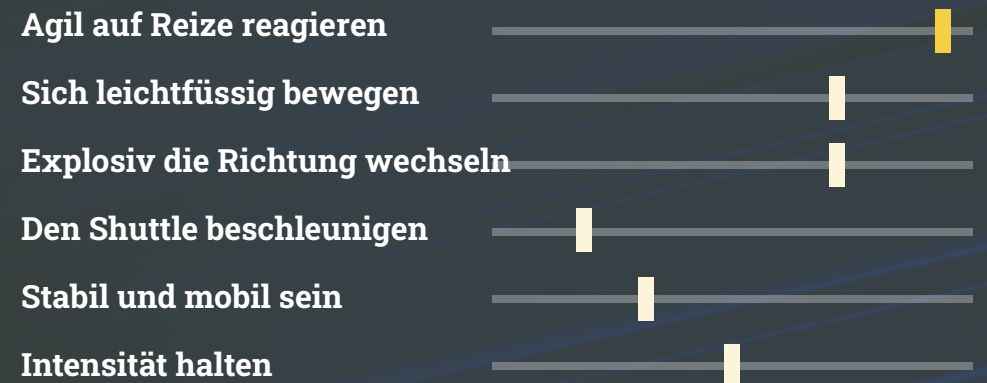 Agil auf Reize reagieren
Sich leichtfüssig bewegen
Explosiv die Richtung wechseln
Den Shuttle beschleunigen
Stabil und mobil sein
Intensität halten